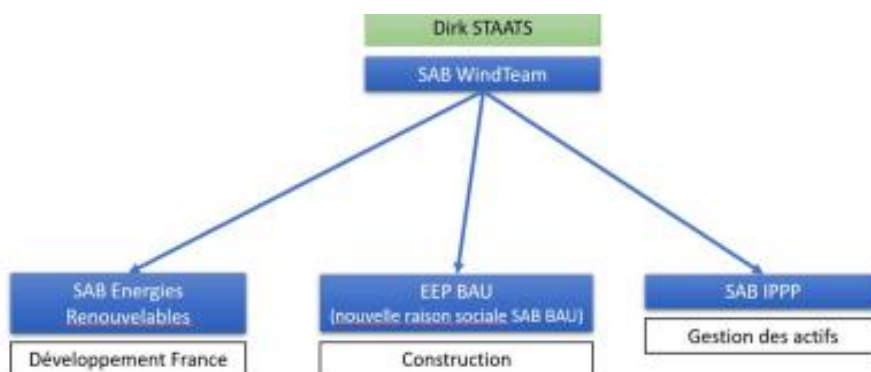 Dirk STAATS
SAB WindTeam
SAB Energies
Renouvelables
Développement France
EEP BAU
(nouvelle raison sociale SAB BAU)
Construction
SAB IPPP
Gestion des actifs